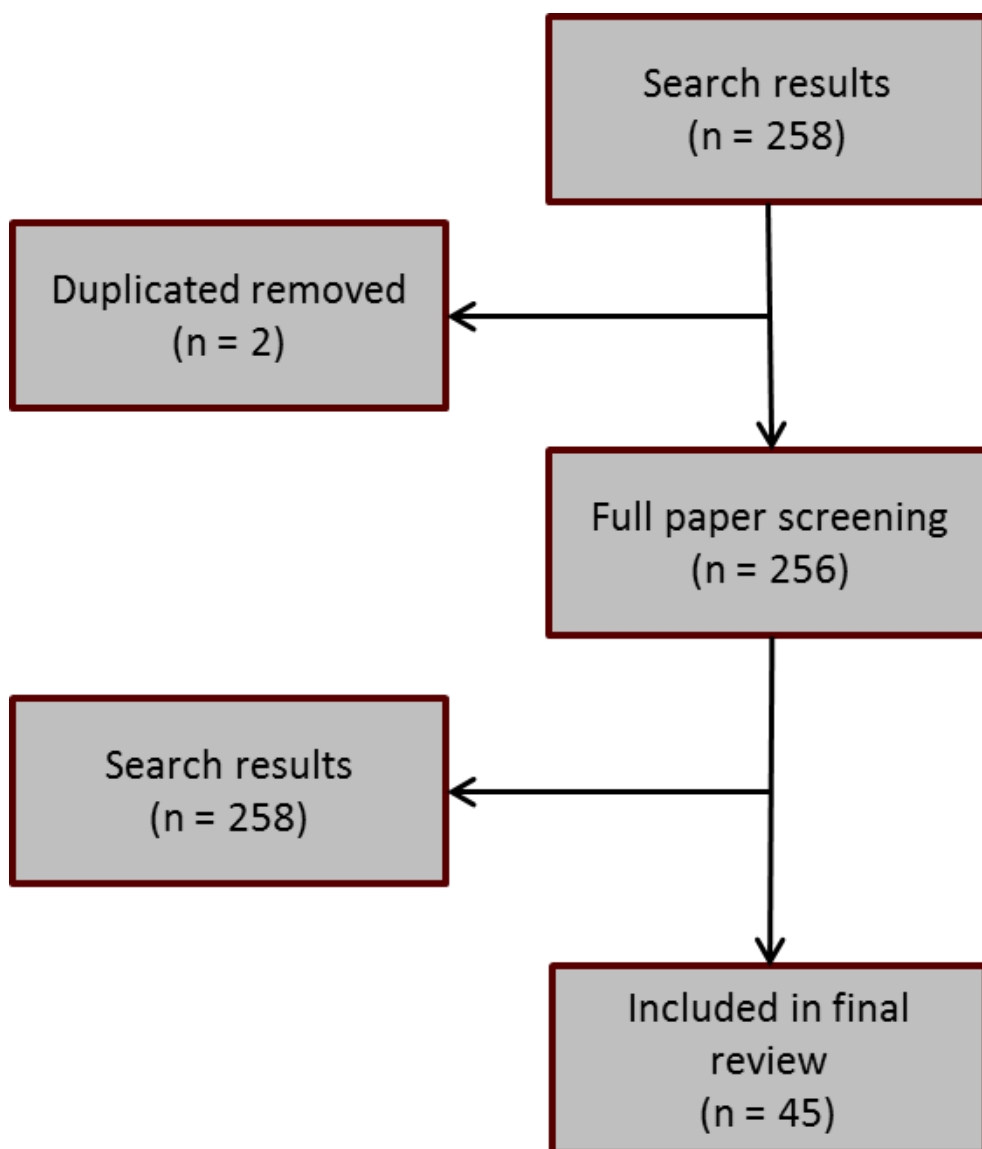 Search results
(n = 258)
Duplicated removed
(n = 2)
Full paper screening
(n = 256)
Search results
(n = 258)
Included in final
review
(n = 45)